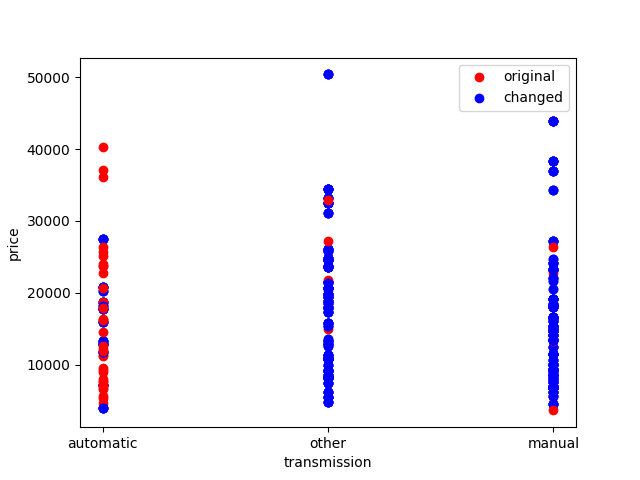 original
changed
50000
40000
30000
20000
10000
price
automatic
other
manual
transmission